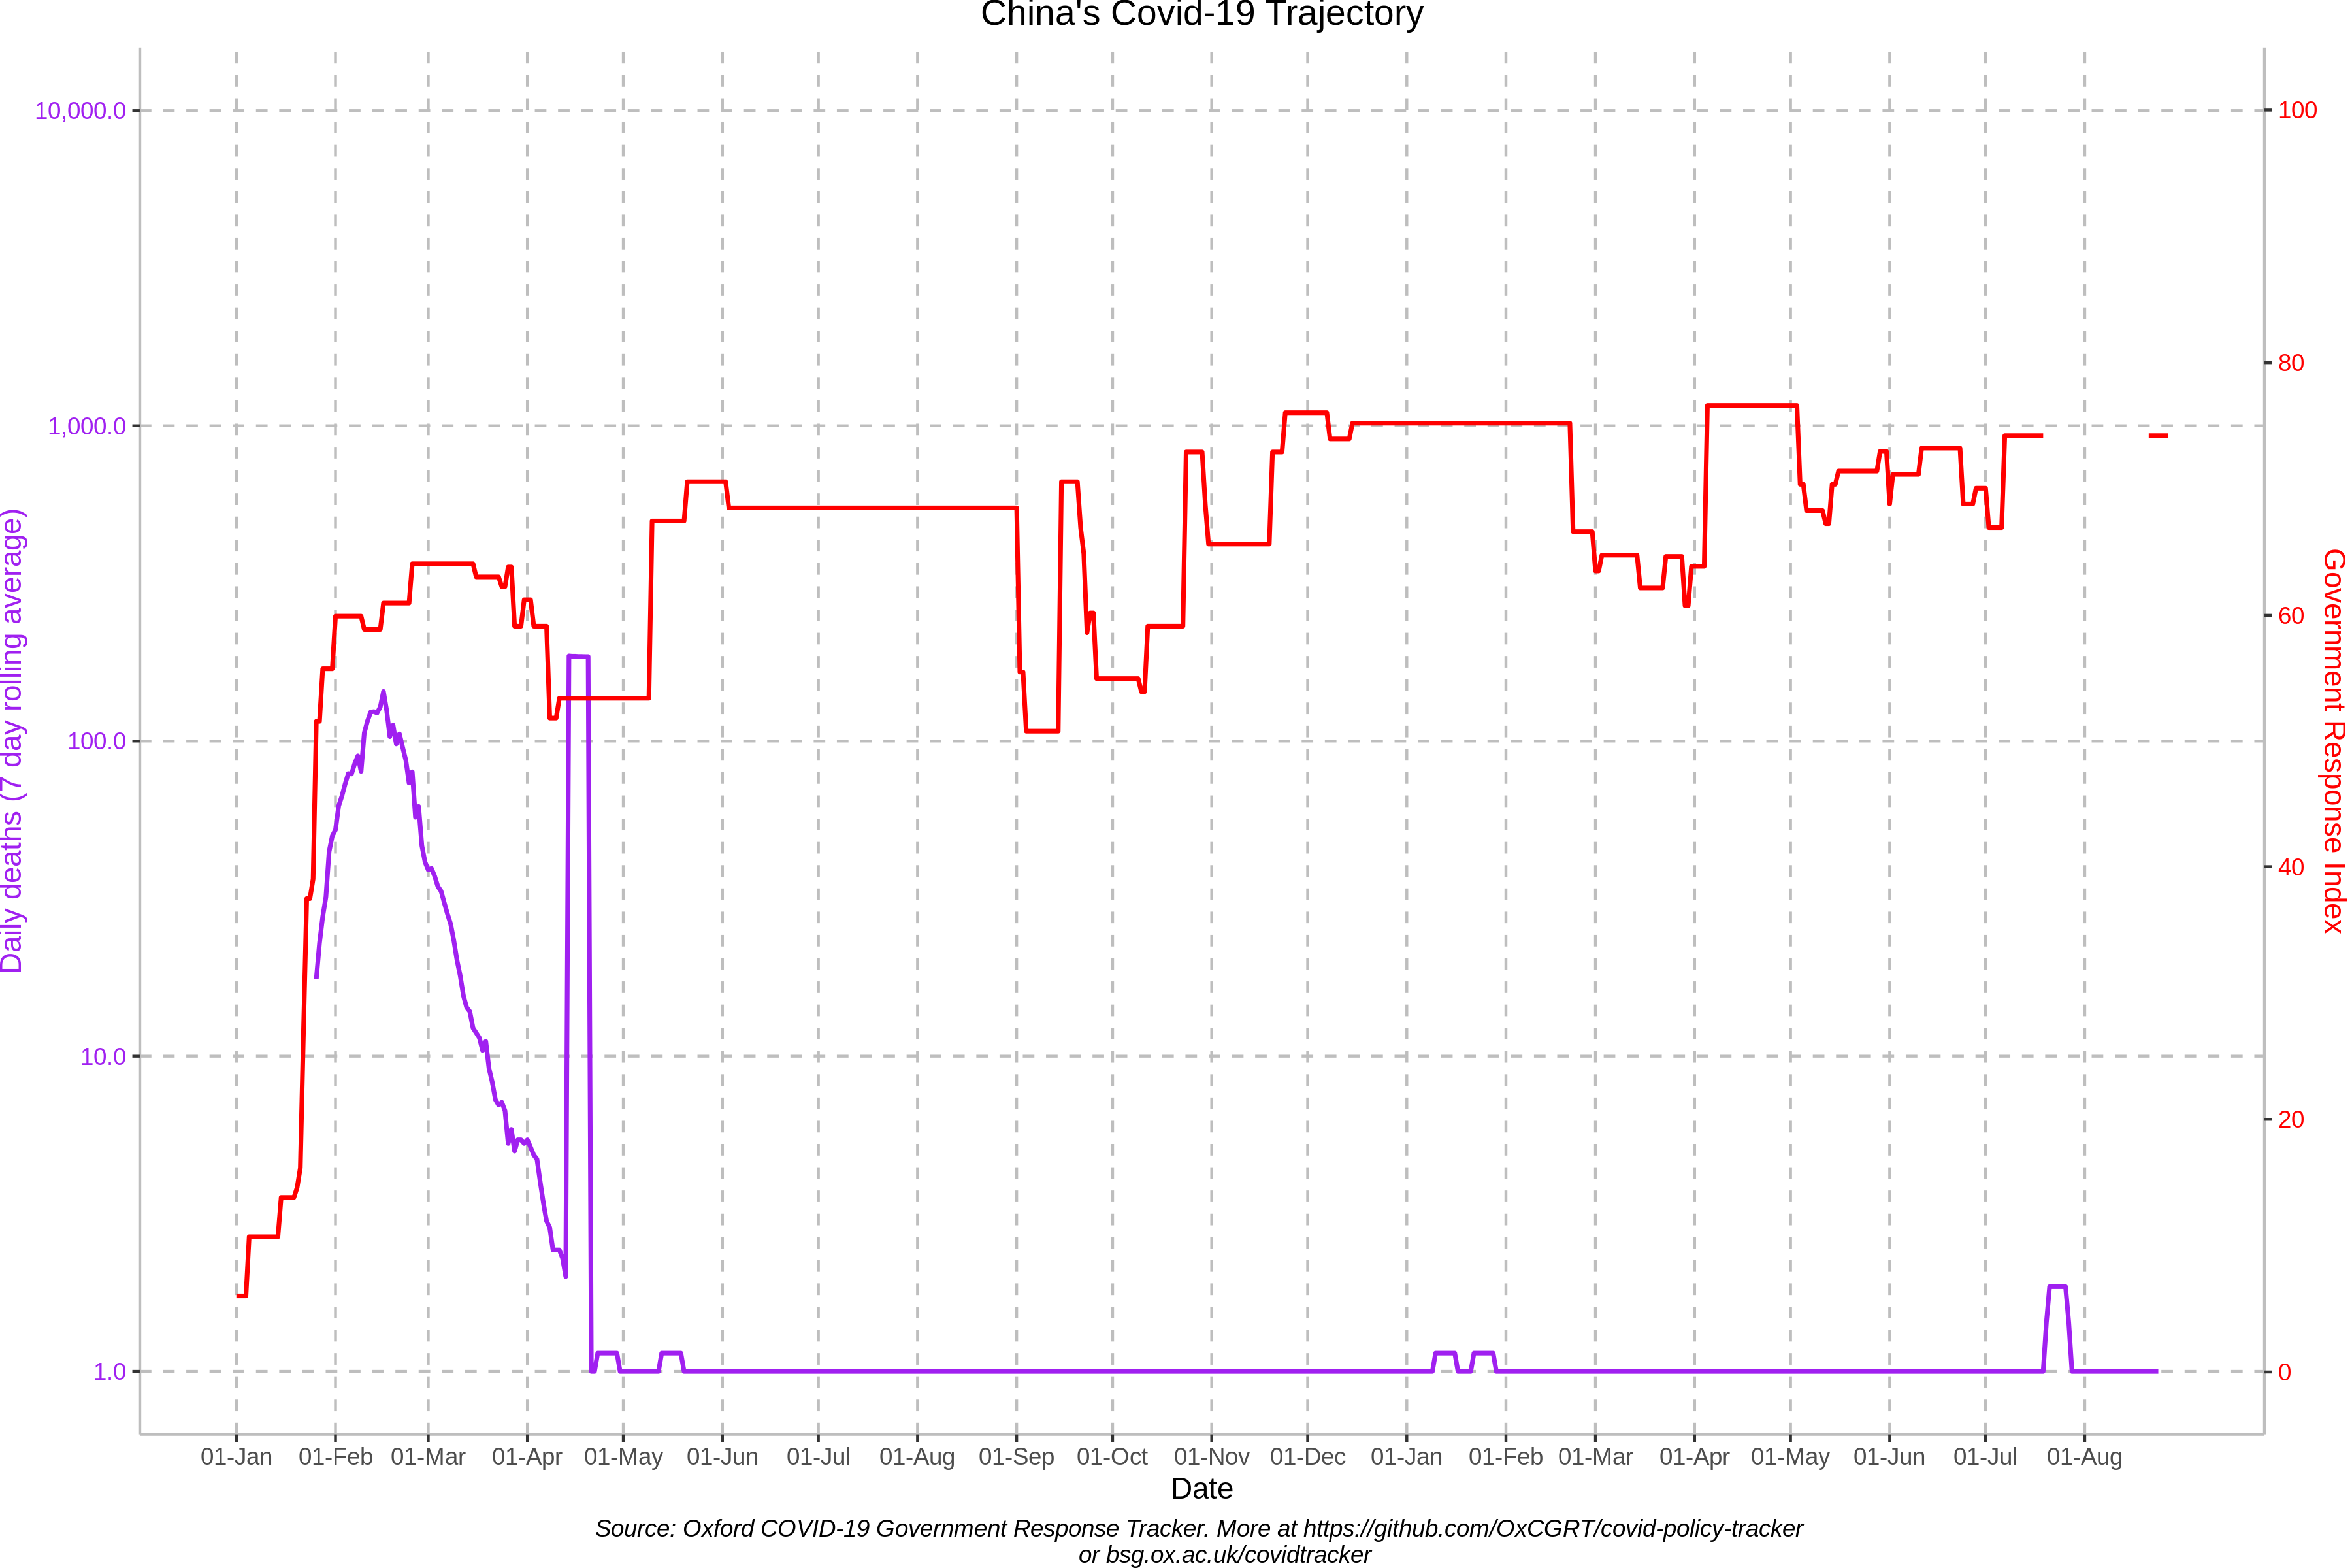 China's Covid-19 Trajectory
10,000.0
1,000.0
100.0
10.0
1.0
Daily deaths (7 day rolling average)
100
80
60
40
20
0
Government Response Index
01-Jan 01-Feb 01-Mar 01-Apr 01-May 01-Jun 01-Jul 01-Aug 01-Sep 01-Oct 01-Nov 01-Dec 01-Jan 01-Feb 01-Mar 01-Apr 01-May 01-Jun 01-Jul 01-Aug
Date
Source: Oxford COVID-19 Government Response Tracker. More at https://github.com/OxCGRT/covid-policy-tracker
or bsg.ox.ac.uk/covidtracker